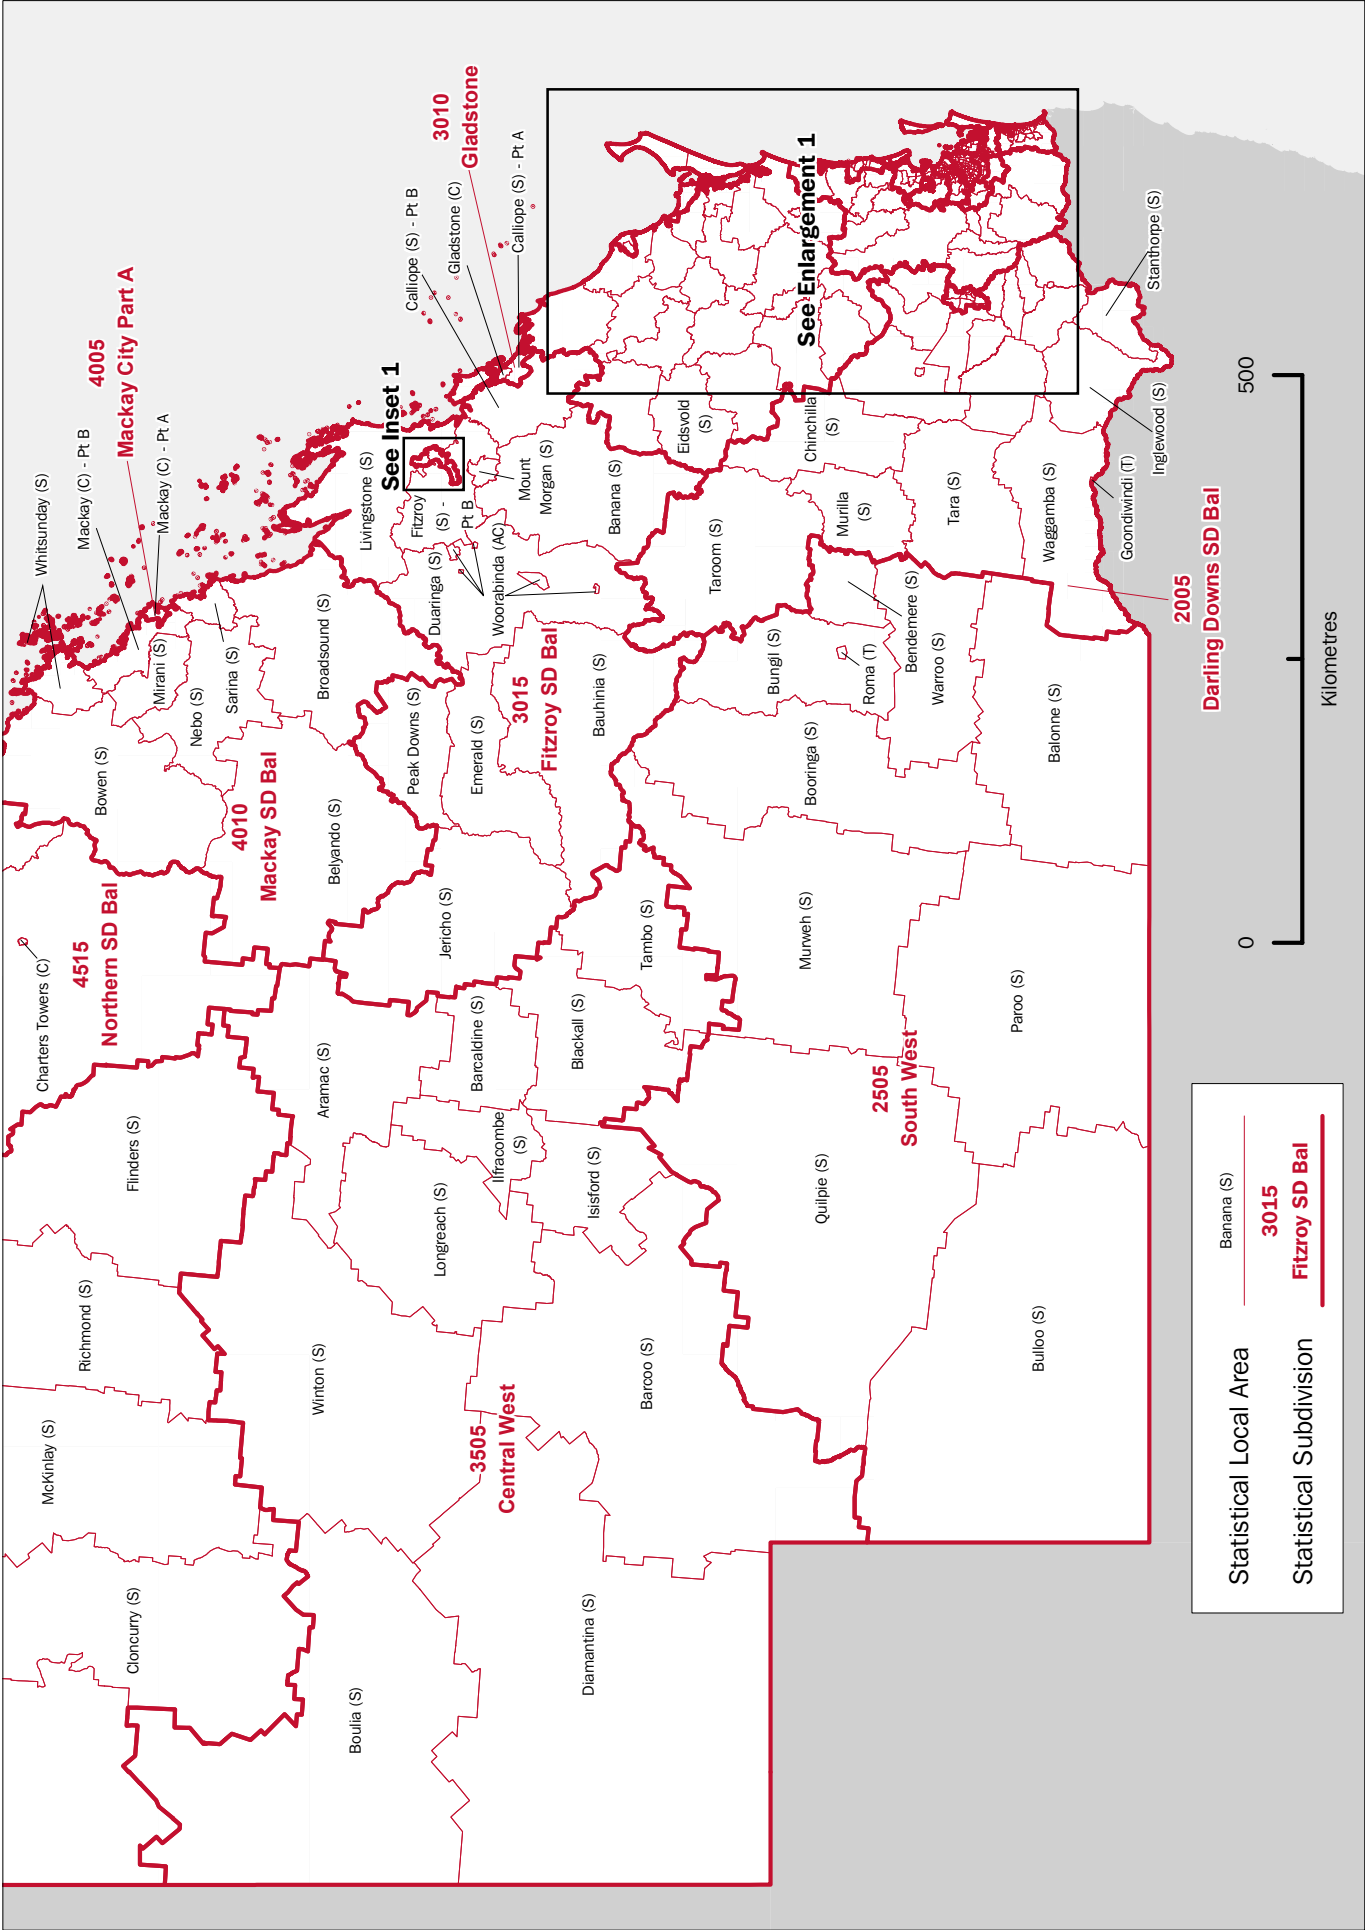 Whitsunday (S)
Mackay (C) - Pt B
4005
Mackay City Part A
Mackay (C) - Pt A
Charters Towers (C)
4515
Northern SD Bal
Bowen (S)
Mirani (S)
Nebo (S)
Sarina (S)
4010
Mackay SD Bal
Broadsound (S)
Belyando (S)
McKinlay (S)
Richmond (S)
Flinders (S)
Cloncurry (S)
See Inset 1
Livingstone (S)
Fitzroy
(S) -
Pt B
Calliope (S) - Pt B
3010
Gladstone
Gladstone (C)
Calliope (S) - Pt A
Mount
Morgan (S)
Duaringa (S)
Woorabinda (AC)
Peak Downs (S)
Emerald (S)
3015
Fitzroy SD Bal
Bauhinia (S)
Banana (S)
Jericho (S)
Winton (S)
Aramac (S)
Boulia (S)
Longreach (S)
Ilfracombe
(S)
Barcaldine (S)
3505
Central West
Isisford (S)
Blackall (S)
Tambo (S)
Diamantina (S)
Barcoo (S)
Eidsvold
(S)
See Enlargement 1
Taroom (S)
Chinchilla
(S)
Murilla
(S)
Tara (S)
Waggamba (S)
Goondiwindi (T)
Inglewood (S)
Stanthorpe (S)
2005
Darling Downs SD Bal
Bungil (S)
Roma (T)
Bendemere (S)
Warroo (S)
Booringa (S)
Balonne (S)
Murweh (S)
Paroo (S)
2505
South West
Quilpie (S)
Bulloo (S)
0
500
Kilometres
Statistical Local Area
Banana (S)
Statistical Subdivision
3015
Fitzroy SD Bal